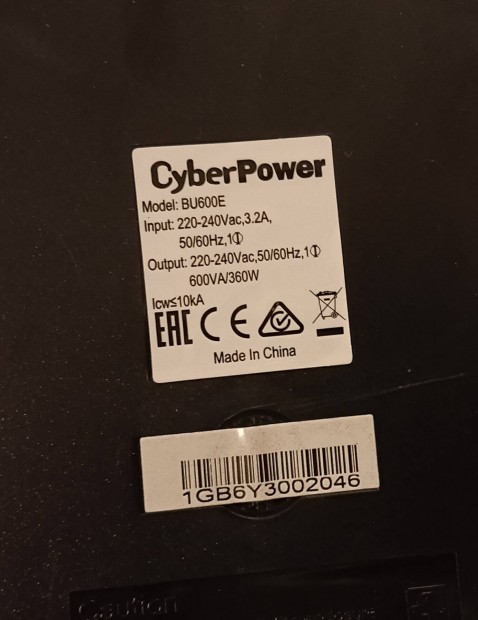 CyberPower
Model: BU600E
Input: 220-240Vac,3.2A,
50/60Hz,1Φ
Output: 220-240Vac,50/60Hz,1Φ
600VA/360W
Icw≤10kA
EAC CE
Made In China
1GB6Y3002046
Caution